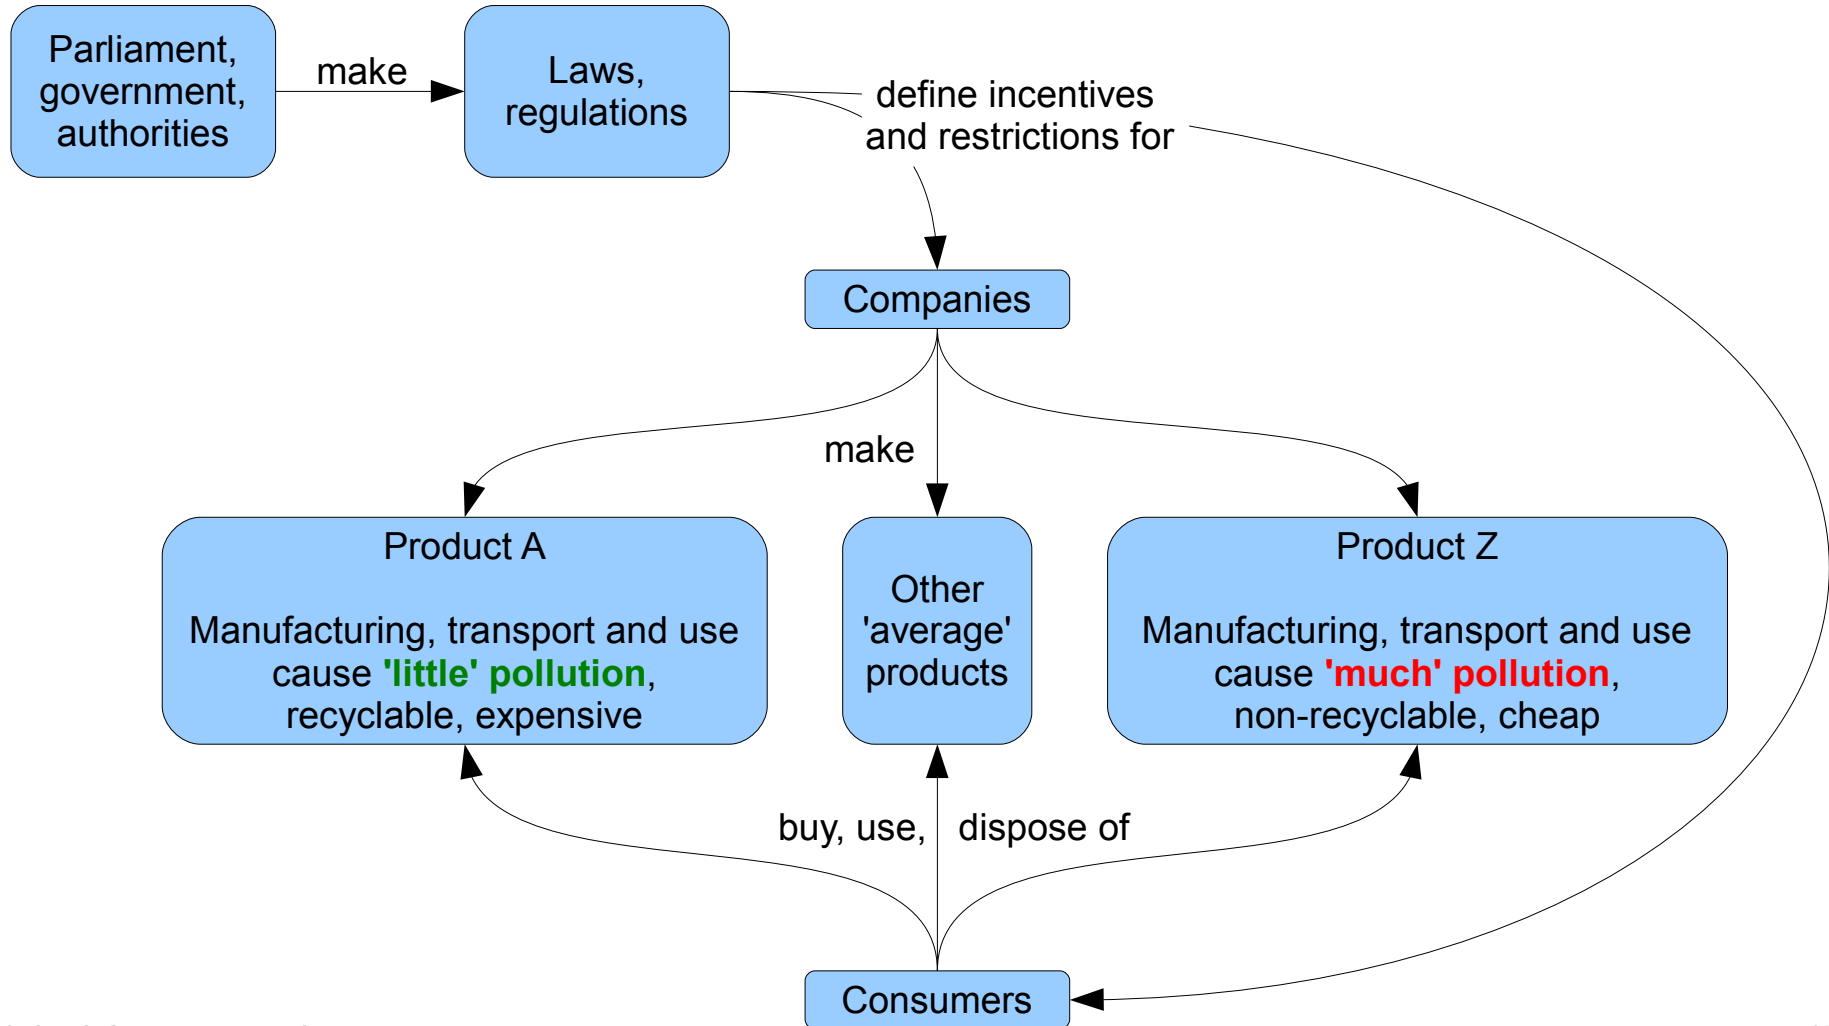 Parliament,
government,
authorities
make
Laws,
regulations
define incentives
and restrictions for
Companies
make
Product A
Manufacturing, transport and use
cause 'little' pollution,
recyclable, expensive
Other
'average'
products
Product Z
Manufacturing, transport and use
cause 'much' pollution,
non-recyclable, cheap
buy, use,
dispose of
Consumers